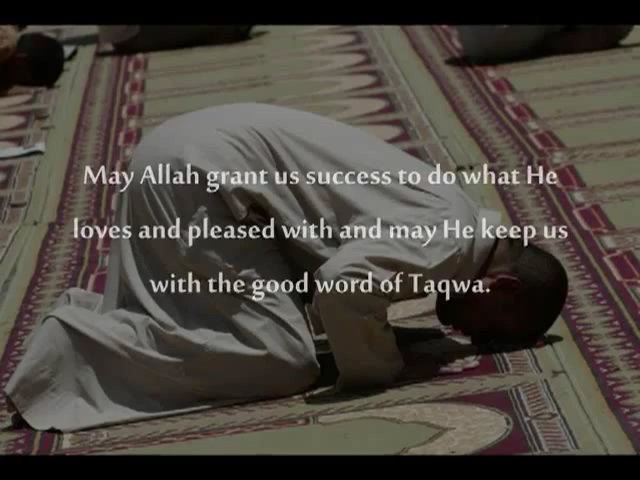 May Allah grant us success to do what He
loves and pleased with and may He keep us
with the good word of Taqwa.